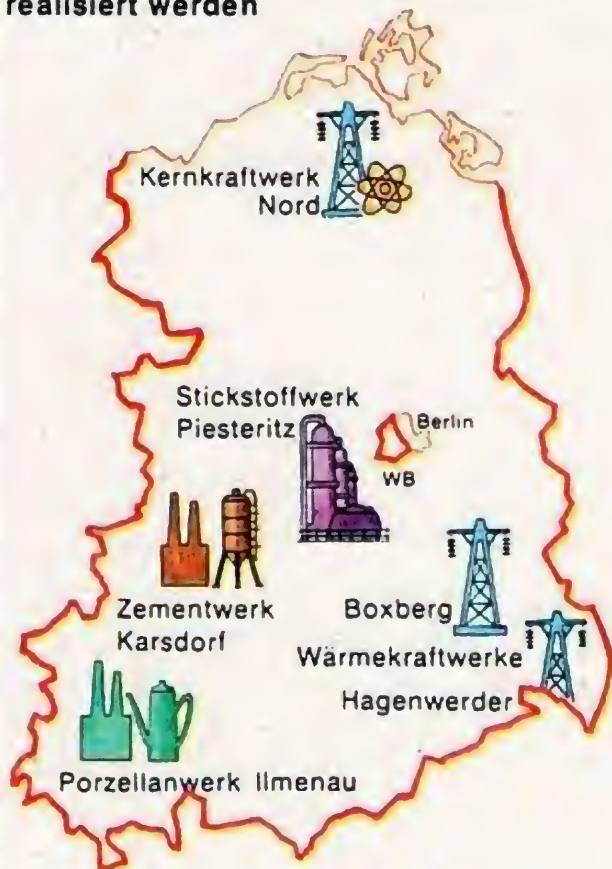 realisiert werden
Kernkraftwerk
Nord
Stickstoffwerk
Piesteritz
Berlin
WB
Zementwerk
Karsdorf
Boxberg
Wärmekraftwerke
Hagenwerder
Porzellanwerk Ilmenau